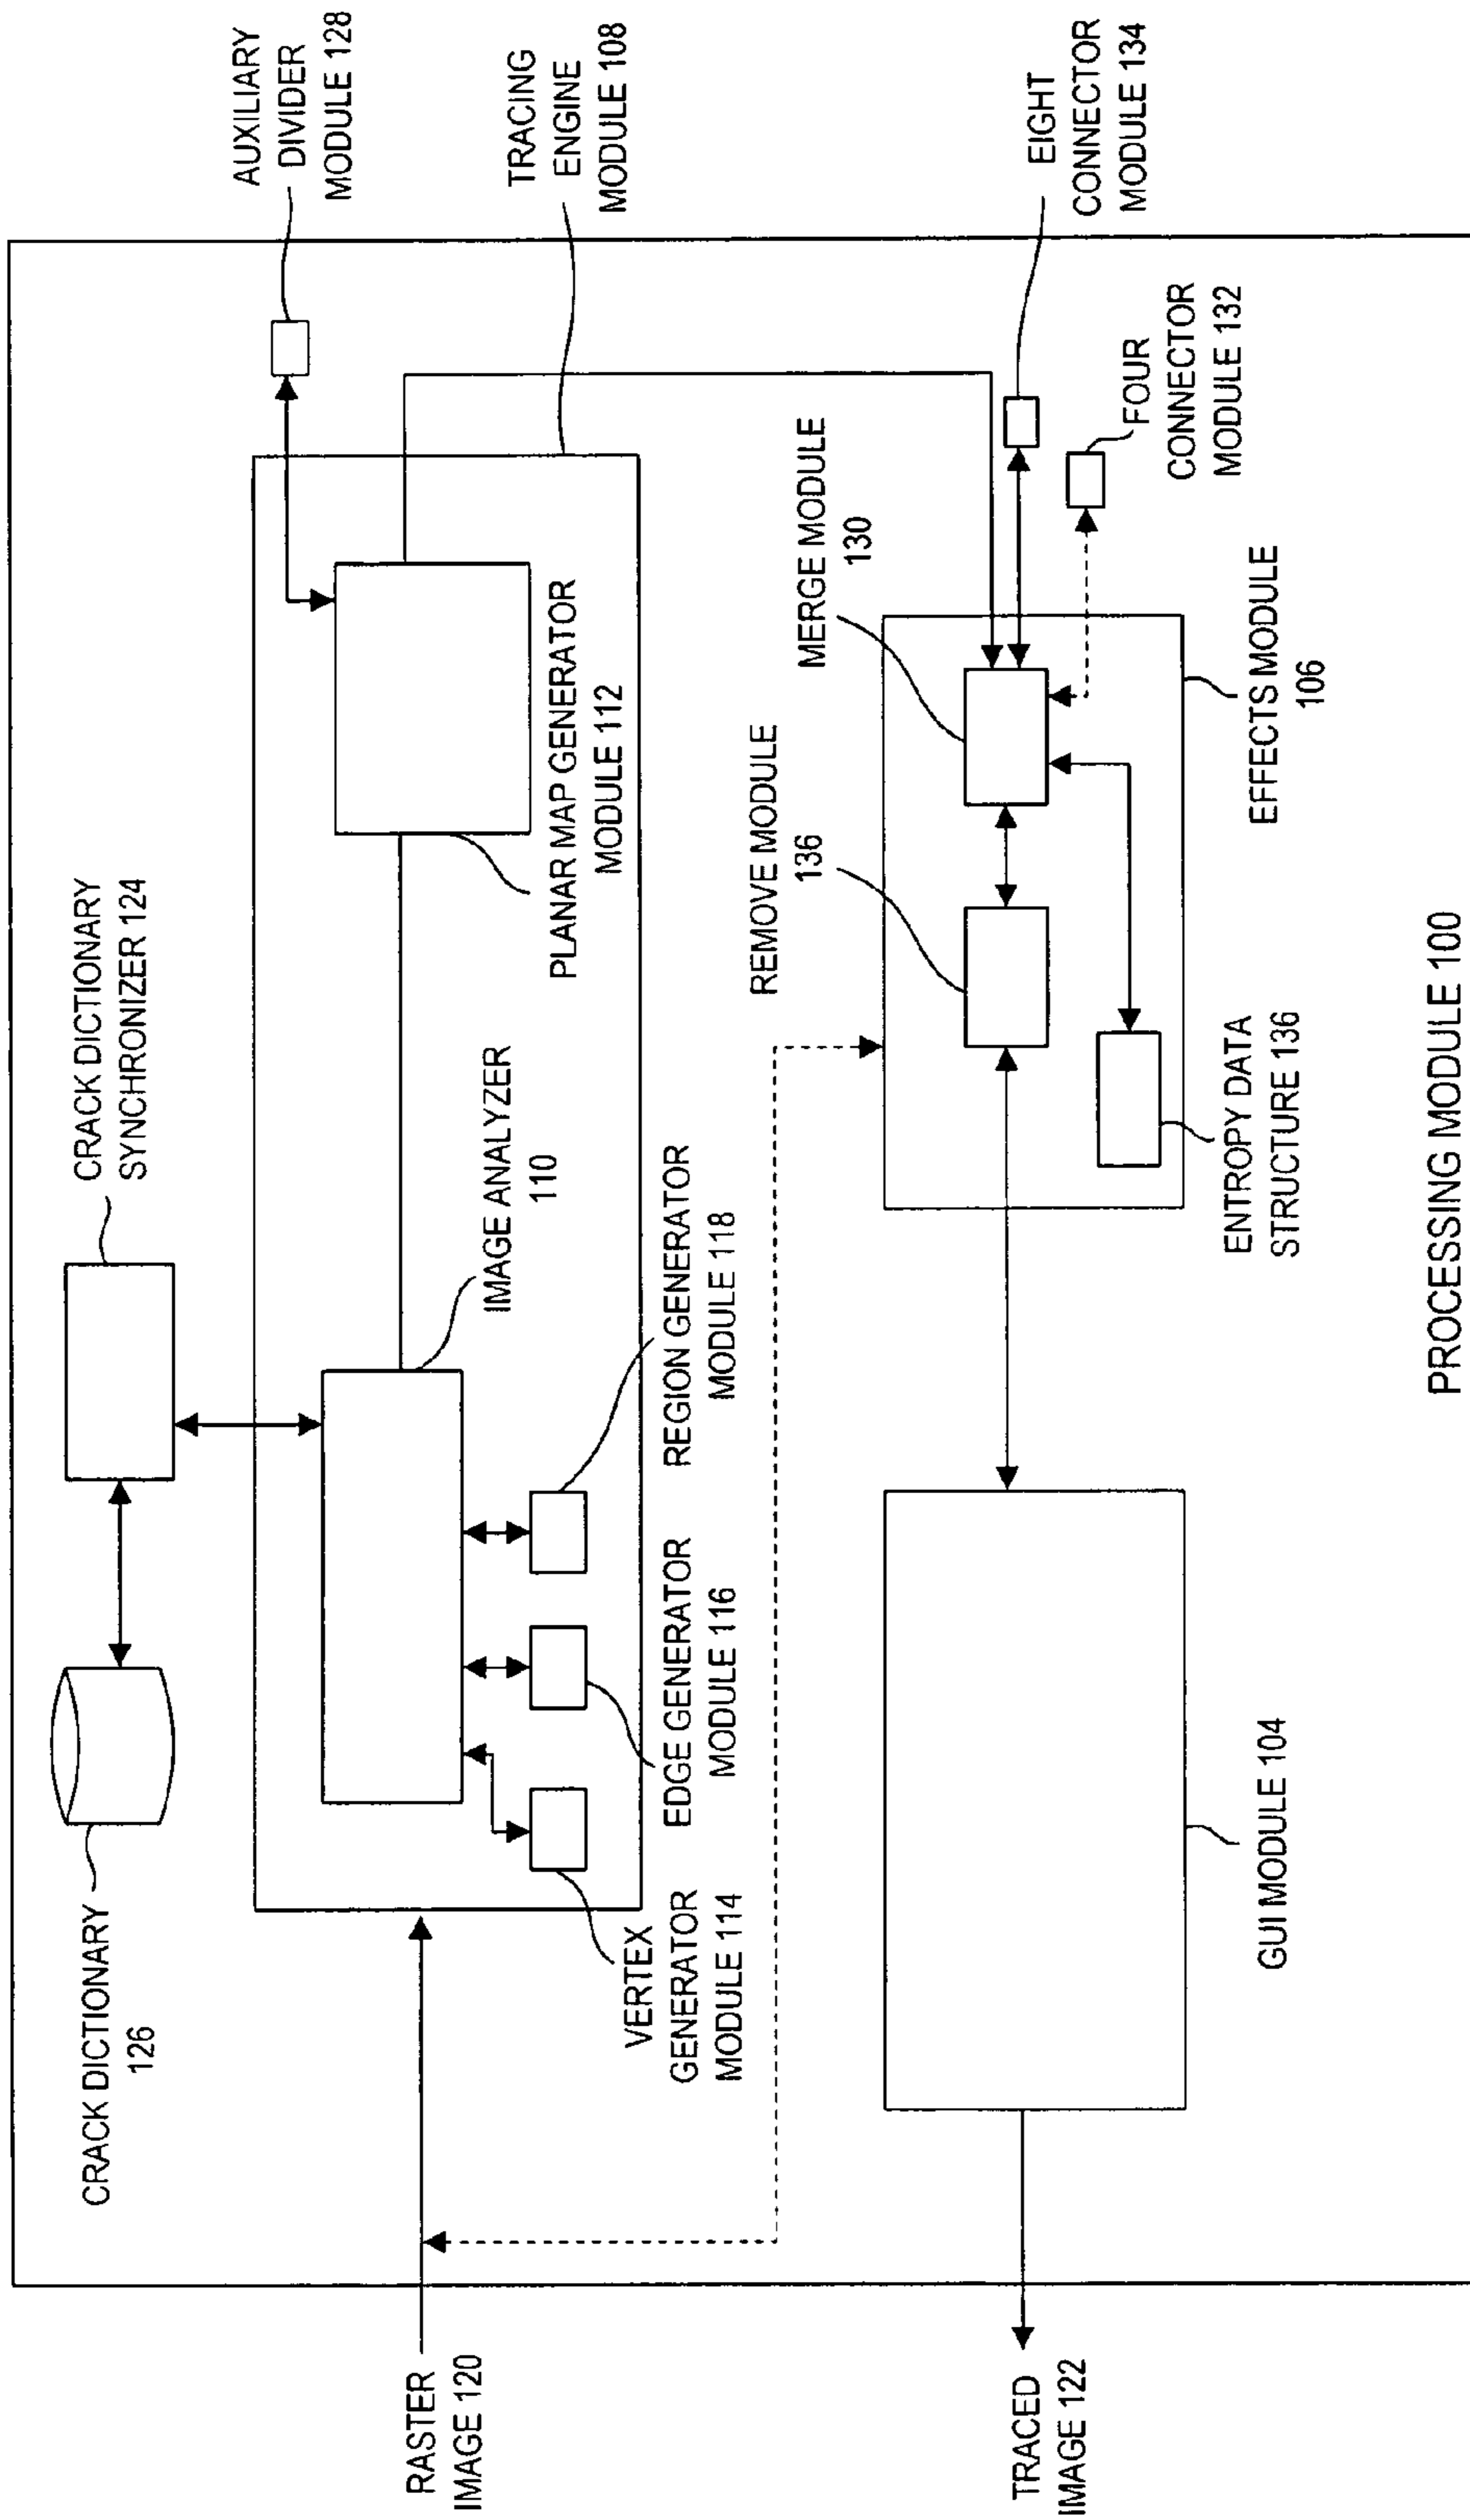 CRACK DICTIONARY
126
CRACK DICTIONARY
SYNCHRONIZER 124
AUXILIARY
DIVIDER
MODULE 128
RASTER
IMAGE 120
VERTEX
GENERATOR
MODULE 114
EDGE GENERATOR
MODULE 116
REGION GENERATOR
MODULE 118
IMAGE ANALYZER
110
PLANAR MAP GENERATOR
MODULE 112
TRACING
ENGINE
MODULE 108
TRACED
IMAGE 122
GUI MODULE 104
REMOVE MODULE
136
MERGE MODULE
130
ENTROPY DATA
STRUCTURE 136
EFFECTS MODULE
106
FOUR
CONNECTOR
MODULE 132
EIGHT
CONNECTOR
MODULE 134
PROCESSING MODULE 100